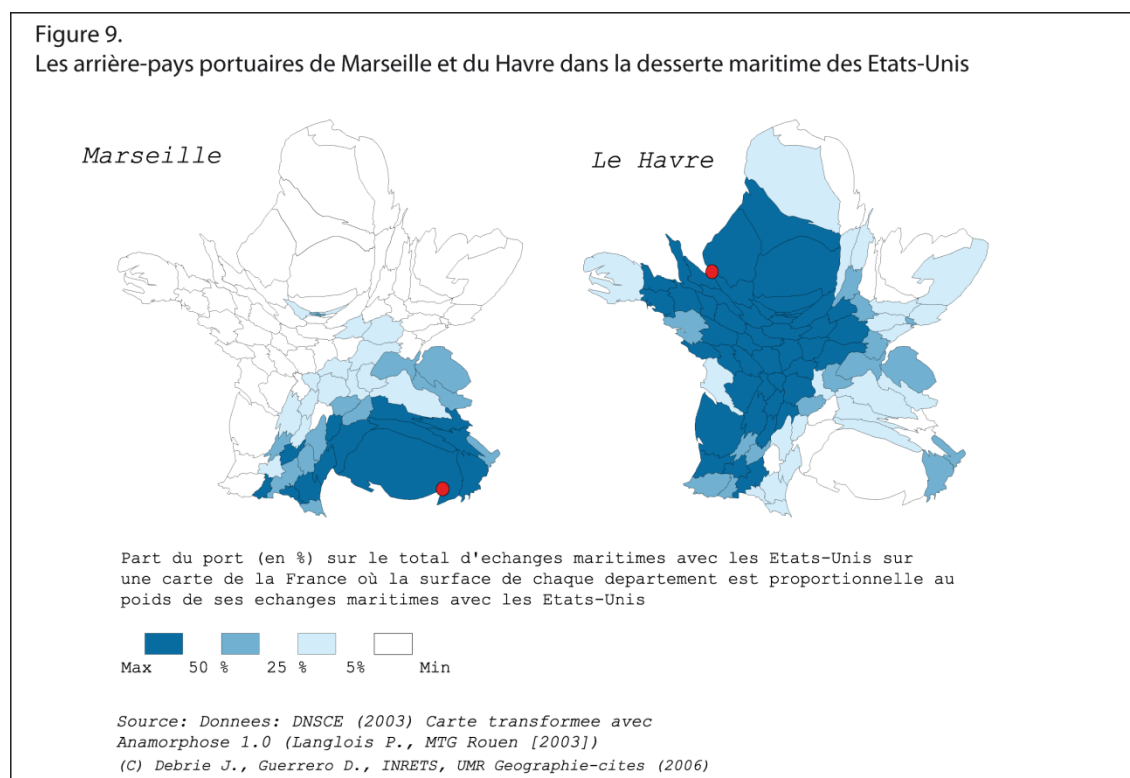 Figure 9.
Les arrière-pays portuaires de Marseille et du Havre dans la desserte maritime des Etats-Unis
Marseille
Le Havre
Part du port (en %) sur le total d'echanges maritimes avec les Etats-Unis sur
une carte de la France où la surface de chaque departement est proportionnelle au
poids de ses echanges maritimes avec les Etats-Unis
Max 50 % 25 % 5% Min
Source: Donnees: DNSCE (2003) Carte transformee avec
Anamorphose 1.0 (Langlois P., MTG Rouen [2003])
(C) Debrie J., Guerrero D., INRETS, UMR Geographie-cites (2006)